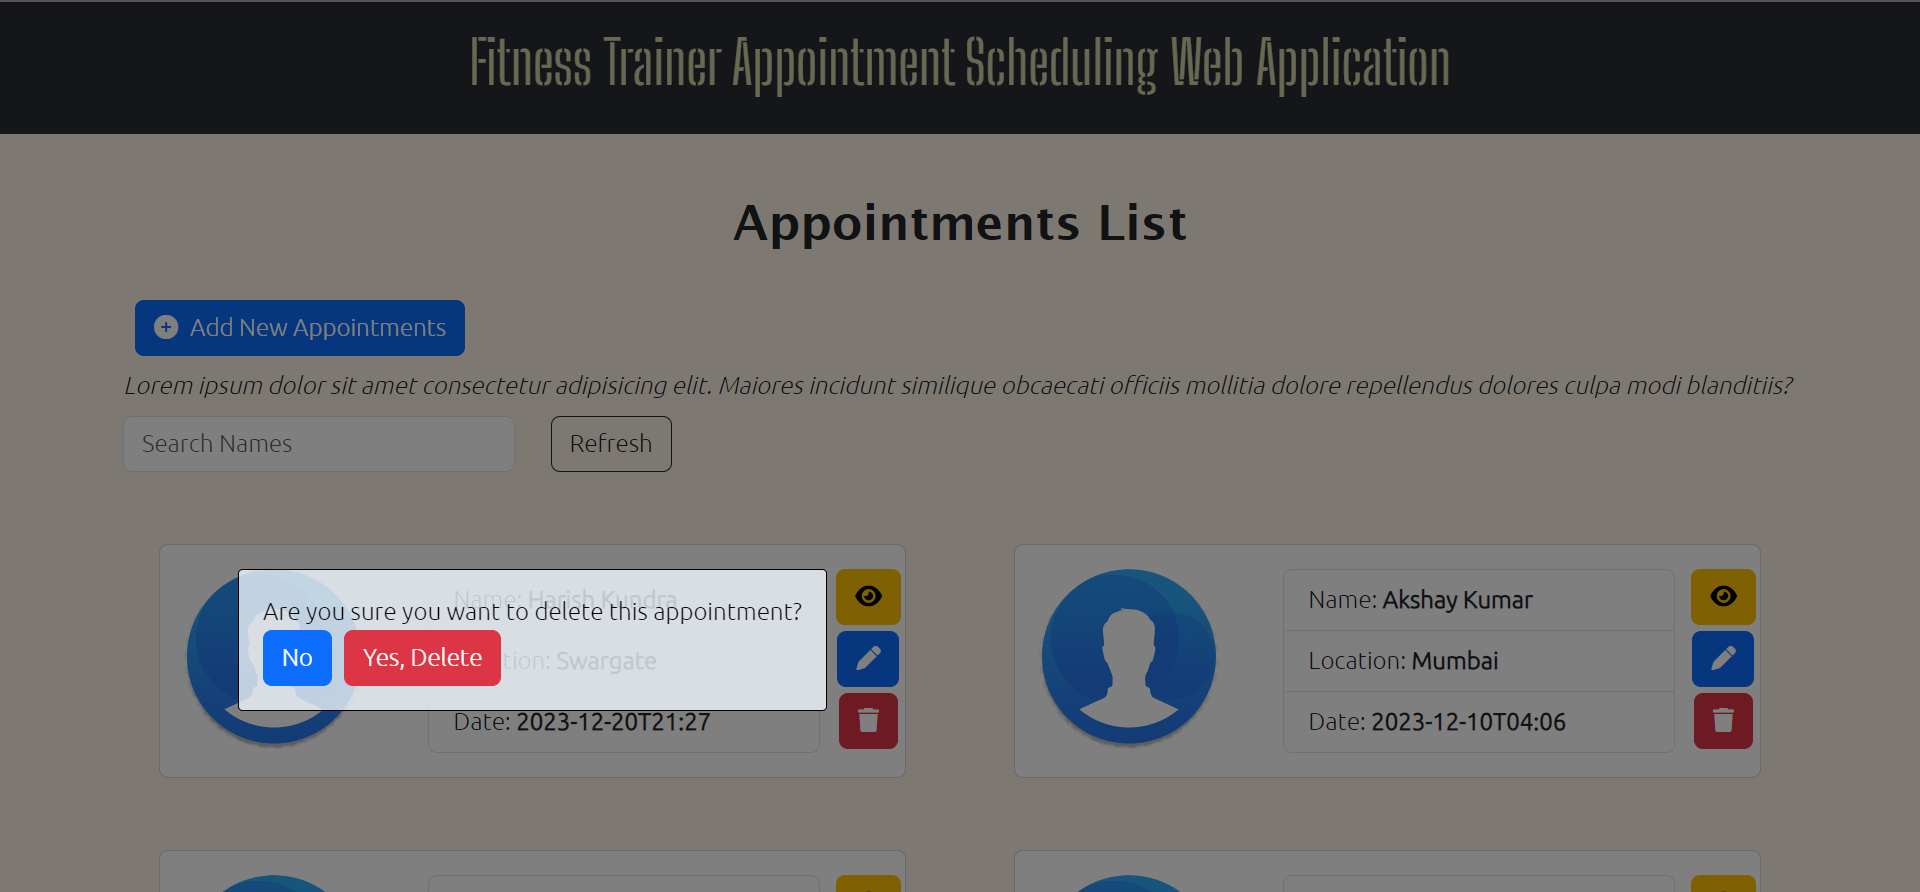 Fitness Trainer Appointment Scheduling Web Application
Appointments List
Add New Appointments
Lorem ipsum dolor sit amet consectetur adipisicing elit. Maiores incidunt similique obcaecati officiis mollitia dolore repellendus dolores culpa modi blanditiis?
Search Names
Refresh
Name: Harish Kundra
Are you sure you want to delete this appointment?
No
Yes, Delete
tion: Swargate
Date: 2023-12-20T21:27
Name: Akshay Kumar
Location: Mumbai
Date: 2023-12-10T04:06